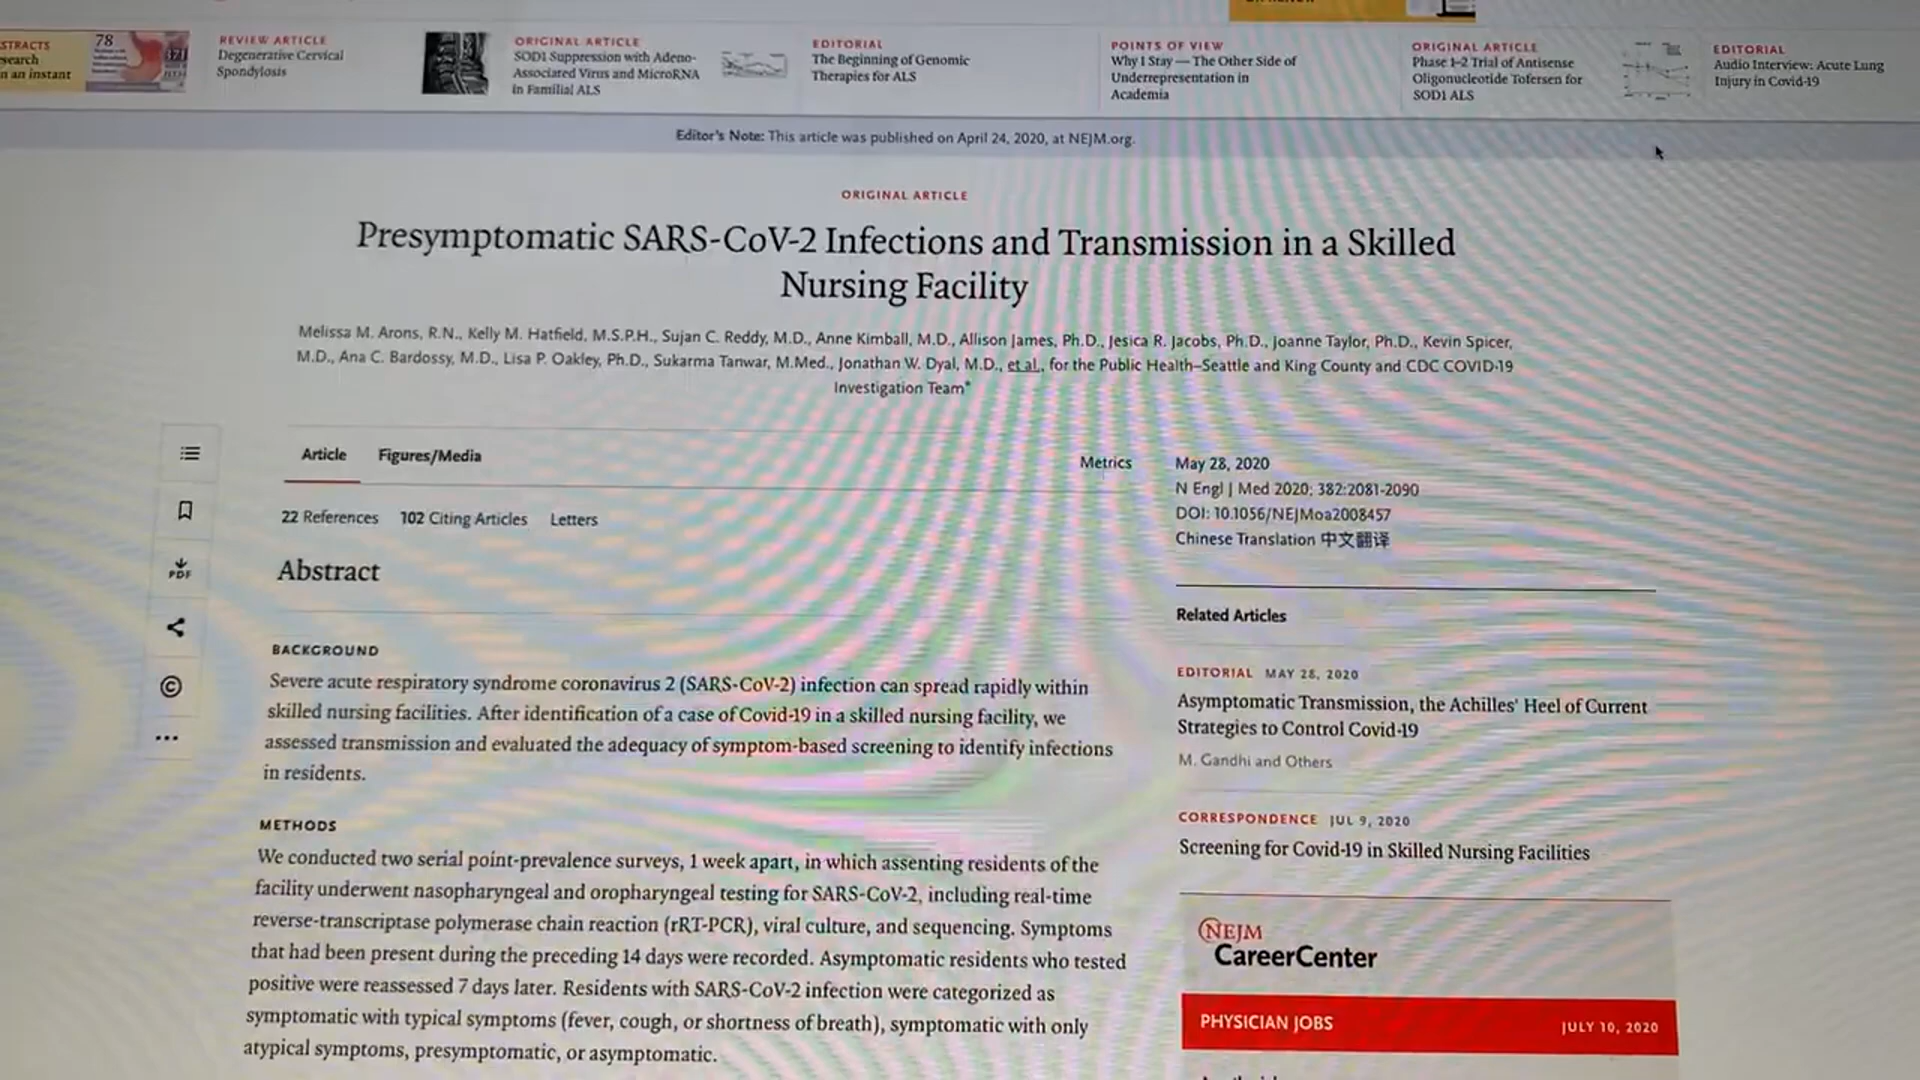 STRACTS
search
n an instant
78
REVIEW ARTICLE
Degenerative Cervical
Spondylosis
ORIGINAL ARTICLE
SOD1 Suppression with Adeno-
Associated Virus and MicroRNA
in Familial ALS
EDITORIAL
The Beginning of Genomic
Therapies for ALS
POINTS OF VIEW
Why I Stay — The Other Side of
Underrepresentation in
Academia
ORIGINAL ARTICLE
Phase 1–2 Trial of Antisense
Oligonucleotide Tofersen for
SOD1 ALS
EDITORIAL
Audio Interview: Acute Lung
Injury in Covid-19
Editor's Note: This article was published on April 24, 2020, at NEJM.org.
ORIGINAL ARTICLE
Presymptomatic SARS-CoV-2 Infections and Transmission in a Skilled
Nursing Facility
Melissa M. Arons, R.N., Kelly M. Hatfield, M.S.P.H., Sujan C. Reddy, M.D., Anne Kimball, M.D., Allison James, Ph.D., Jesica R. Jacobs, Ph.D., Joanne Taylor, Ph.D., Kevin Spicer,
M.D., Ana C. Bardossy, M.D., Lisa P. Oakley, Ph.D., Sukarma Tanwar, M.Med., Jonathan W. Dyal, M.D., et al., for the Public Health–Seattle and King County and CDC COVID-19
Investigation Team*
Article Figures/Media
Metrics
22 References 102 Citing Articles Letters
May 28, 2020
N Engl J Med 2020; 382:2081-2090
DOI: 10.1056/NEJMoa2008457
Chinese Translation 中文翻译
PDF
Abstract
BACKGROUND
Severe acute respiratory syndrome coronavirus 2 (SARS-CoV-2) infection can spread rapidly within
skilled nursing facilities. After identification of a case of Covid-19 in a skilled nursing facility, we
assessed transmission and evaluated the adequacy of symptom-based screening to identify infections
in residents.
METHODS
We conducted two serial point-prevalence surveys, 1 week apart, in which assenting residents of the
facility underwent nasopharyngeal and oropharyngeal testing for SARS-CoV-2, including real-time
reverse-transcriptase polymerase chain reaction (rRT-PCR), viral culture, and sequencing. Symptoms
that had been present during the preceding 14 days were recorded. Asymptomatic residents who tested
positive were reassessed 7 days later. Residents with SARS-CoV-2 infection were categorized as
symptomatic with typical symptoms (fever, cough, or shortness of breath), symptomatic with only
atypical symptoms, presymptomatic, or asymptomatic.
Related Articles
EDITORIAL MAY 28, 2020
Asymptomatic Transmission, the Achilles' Heel of Current
Strategies to Control Covid-19
M. Gandhi and Others
CORRESPONDENCE JUL 9, 2020
Screening for Covid-19 in Skilled Nursing Facilities
NEJM
CareerCenter
PHYSICIAN JOBS
JULY 10, 2020